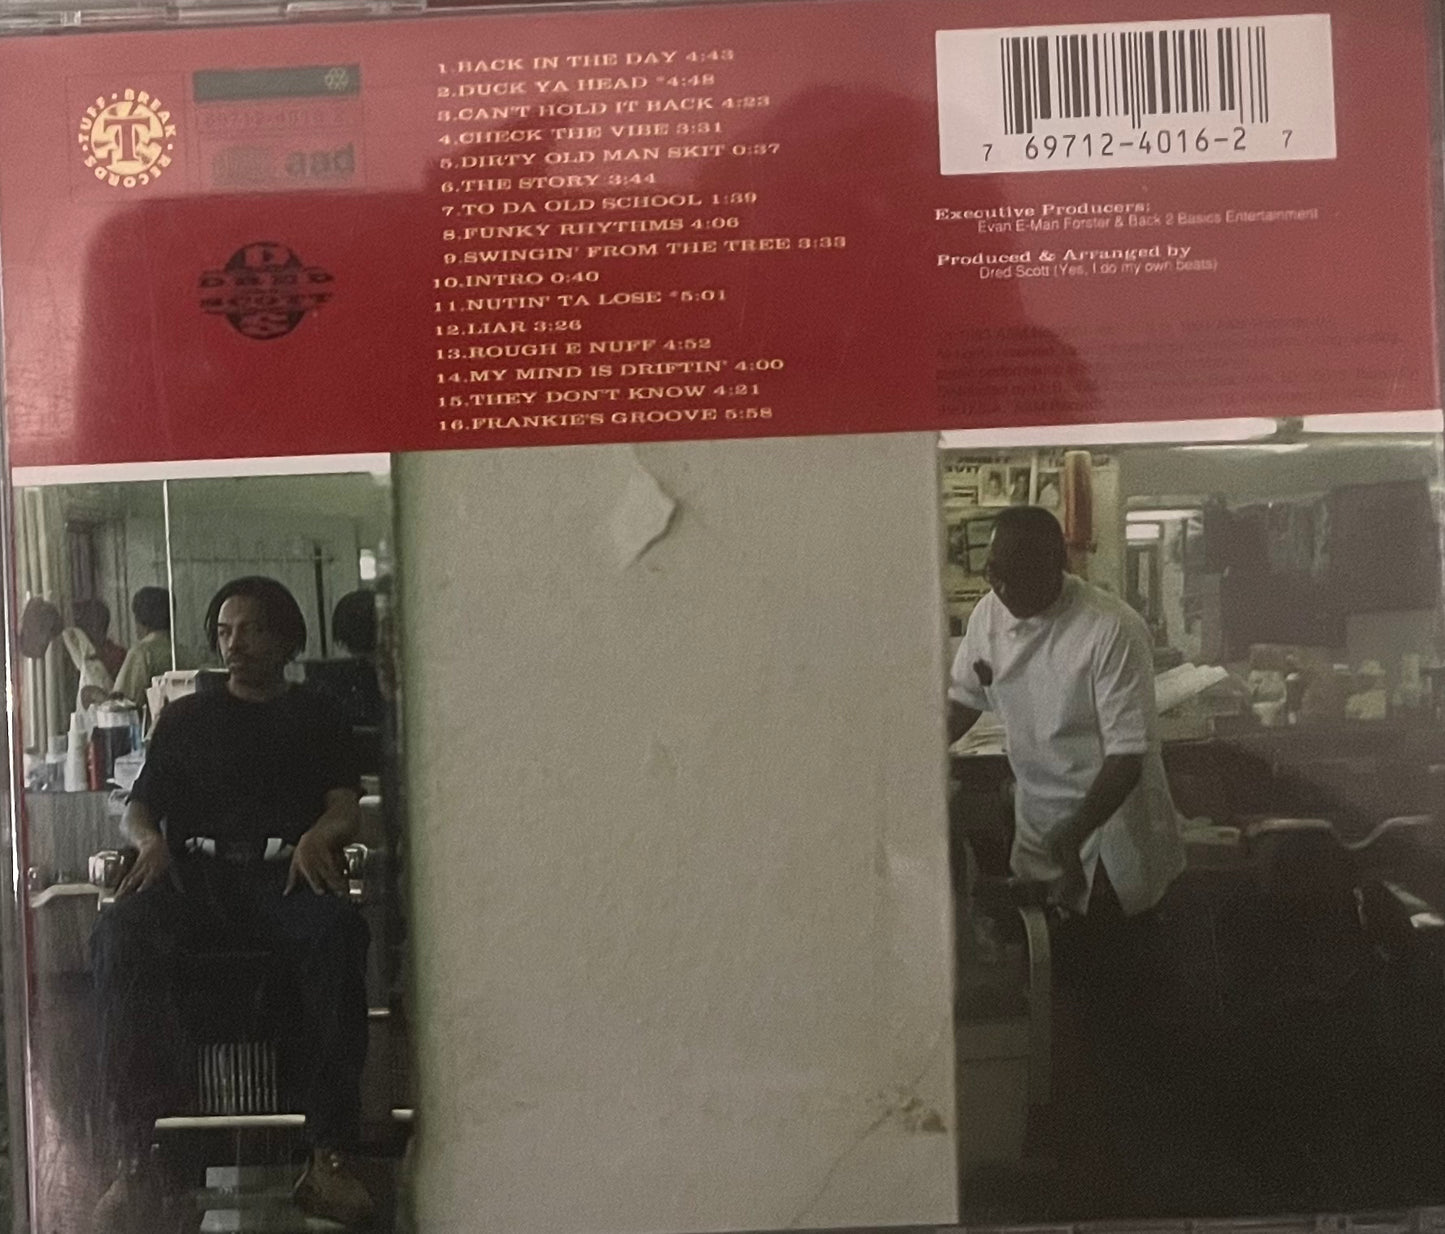 TUFF • BREAK • RECORDS •
T
69712-4016-2
aad
DRED
SCOTT
S
1.BACK IN THE DAY 4:43
2.DUCK YA HEAD *4:48
3.CAN'T HOLD IT BACK 4:23
4.CHECK THE VIBE 3:31
5.DIRTY OLD MAN SKIT 0:37
6.THE STORY 3:44
7.TO DA OLD SCHOOL 1:39
8.FUNKY RHYTHMS 4:06
9.SWINGIN' FROM THE TREE 3:33
10.INTRO 0:40
11.NUTIN' TA LOSE *5:01
12.LIAR 3:26
13.ROUGH E NUFF 4:52
14.MY MIND IS DRIFTIN' 4:00
15.THEY DON'T KNOW 4:21
16.FRANKIE'S GROOVE 5:58
7 69712-4016-2 7
Executive Producers:
Evan E-Man Forster & Back 2 Basics Entertainment
Produced & Arranged by
Dred Scott (Yes, I do my own beats)